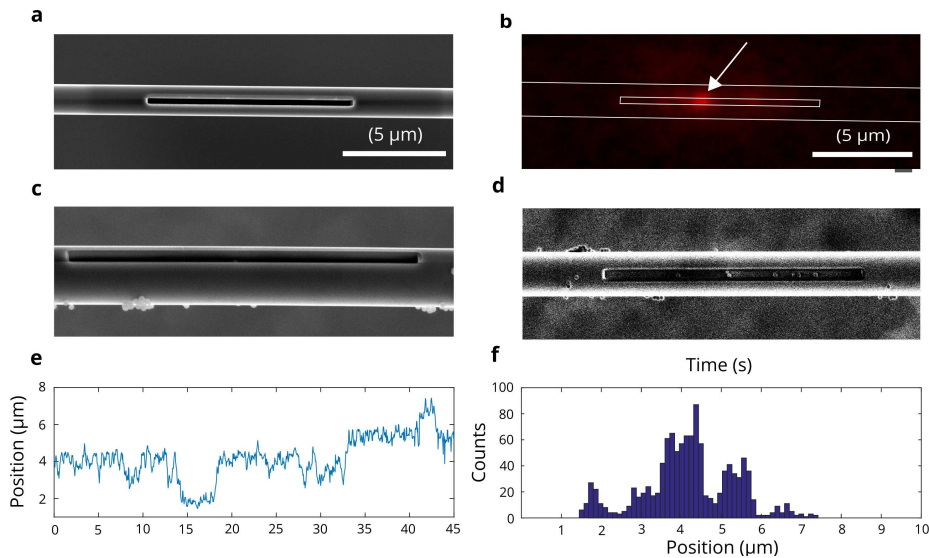 a
b
(5 µm)
(5 µm)
c
d
e
f
Time (s)
Position (µm)
8
6
4
2
0 5 10 15 20 25 30 35 40 45
Counts
100
80
60
40
20
0
1 2 3 4 5 6 7 8 9 10
Position (µm)